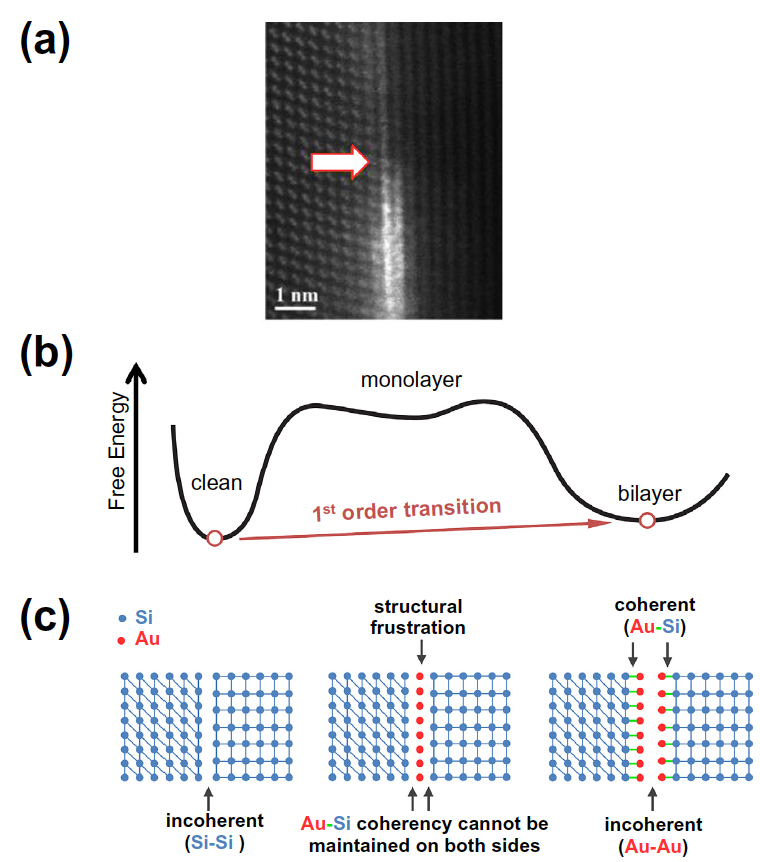 (a)
1 nm
(b)
Free Energy
clean
monolayer
bilayer
1st order transition
(c)
Si
Au
structural
frustration
coherent
(Au-Si)
incoherent
(Si-Si )
Au-Si coherency cannot be
maintained on both sides
incoherent
(Au-Au)